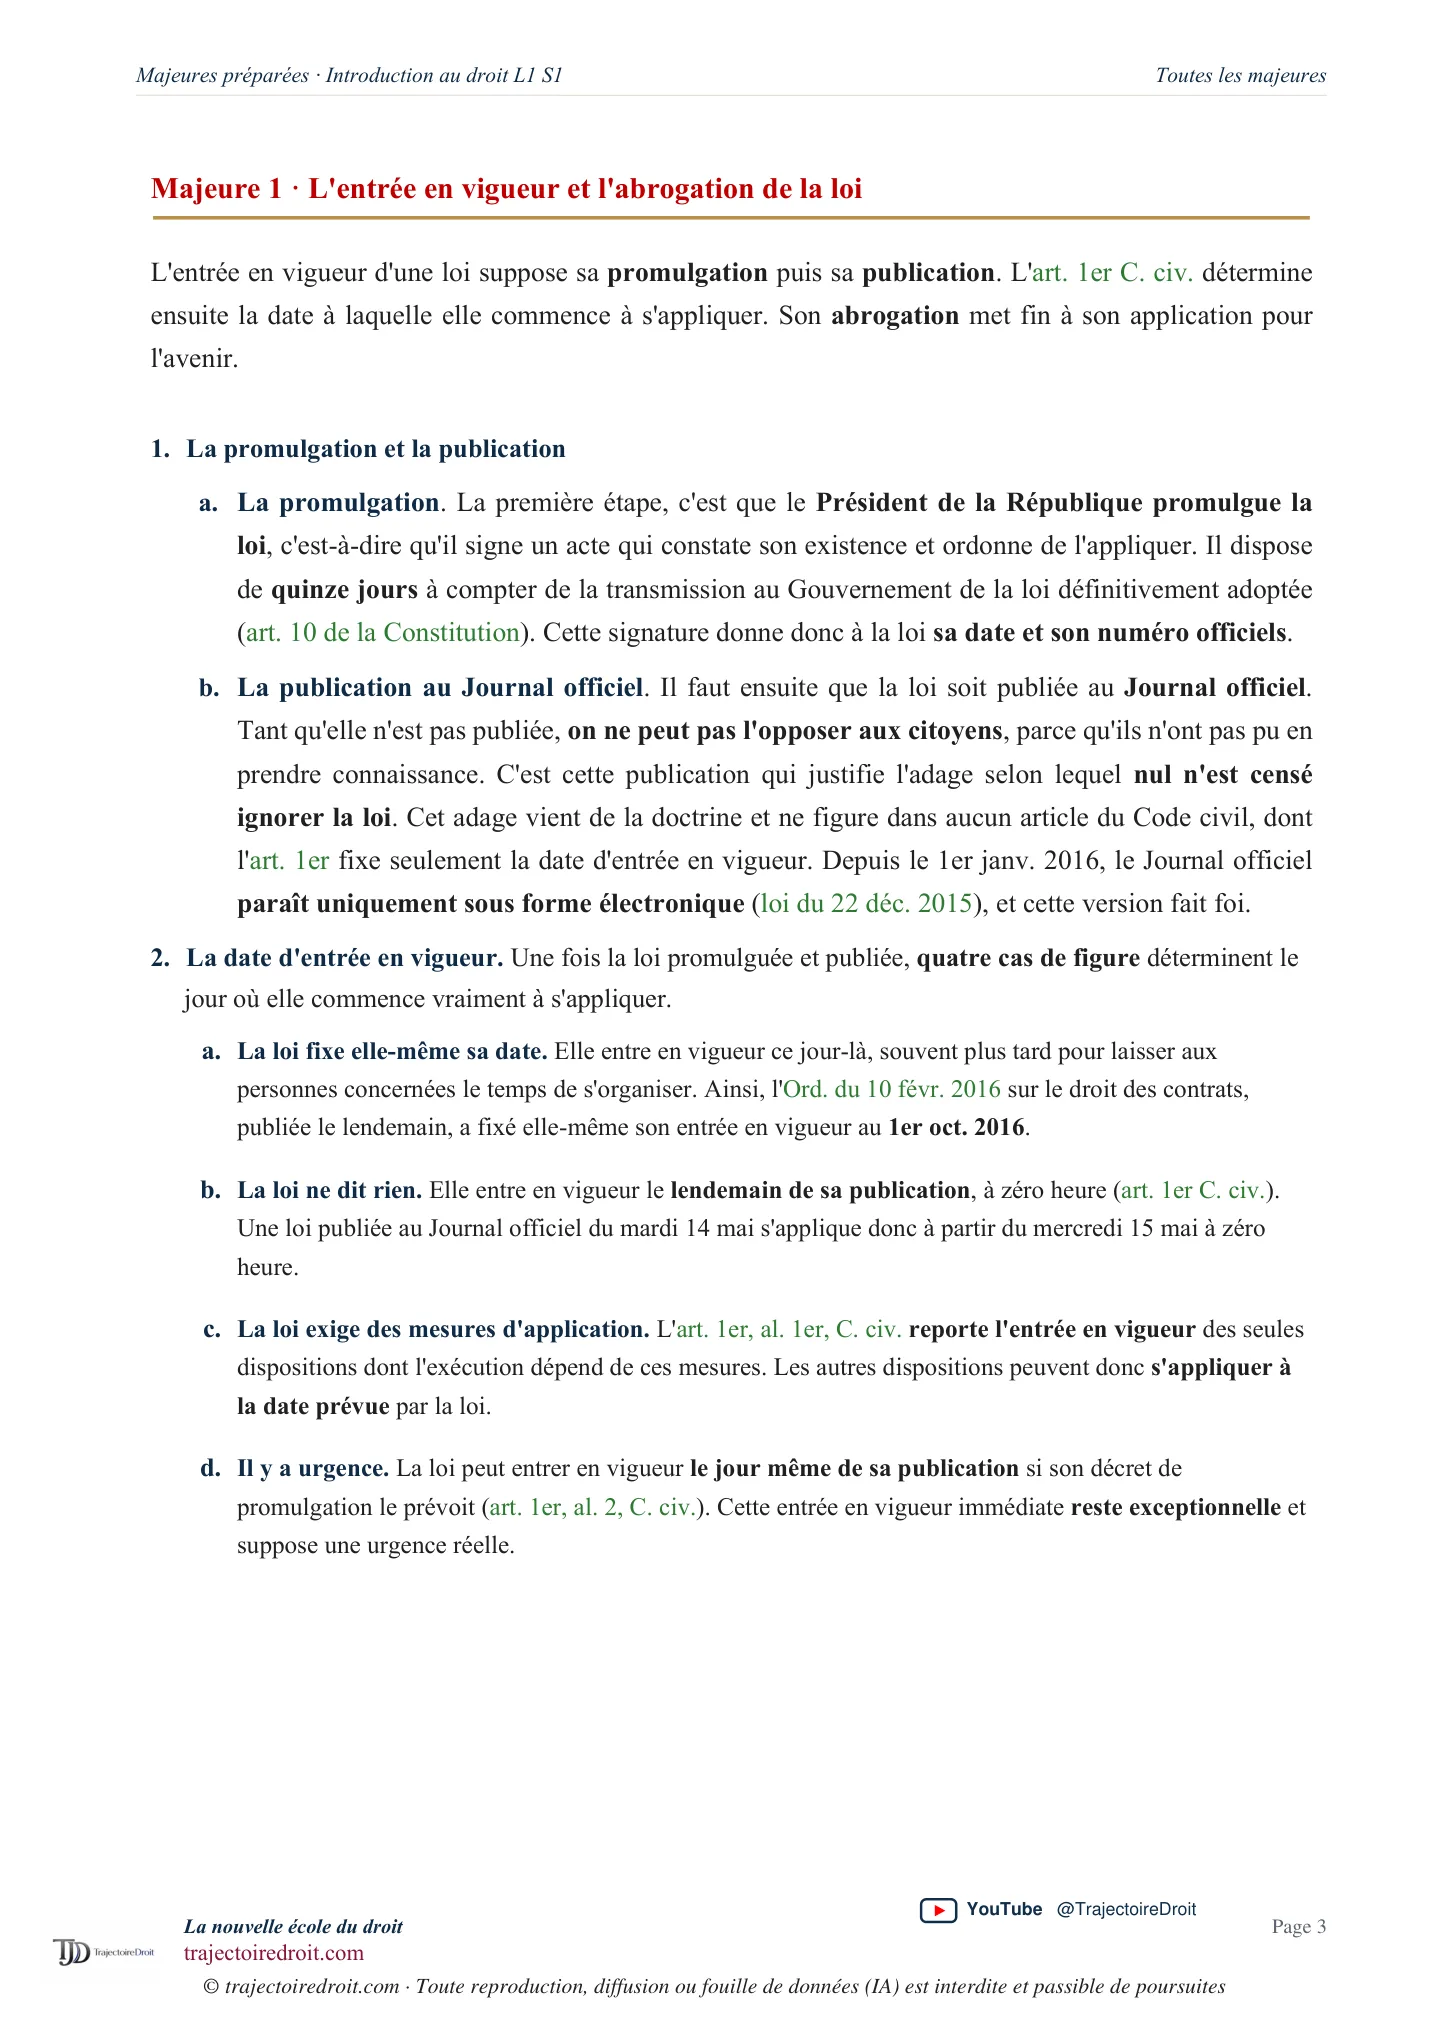 Majeures préparées · Introduction au droit L1 S1
Toutes les majeures
Majeure 1 · L'entrée en vigueur et l'abrogation de la loi
L'entrée en vigueur d'une loi suppose sa promulgation puis sa publication. L'art. 1er C. civ. détermine
ensuite la date à laquelle elle commence à s'appliquer. Son abrogation met fin à son application pour
l'avenir.
1. La promulgation et la publication
a. La promulgation. La première étape, c'est que le Président de la République promulgue la
loi, c'est-à-dire qu'il signe un acte qui constate son existence et ordonne de l'appliquer. Il dispose
de quinze jours à compter de la transmission au Gouvernement de la loi définitivement adoptée
(art. 10 de la Constitution). Cette signature donne donc à la loi sa date et son numéro officiels.
b. La publication au Journal officiel. Il faut ensuite que la loi soit publiée au Journal officiel.
Tant qu'elle n'est pas publiée, on ne peut pas l'opposer aux citoyens, parce qu'ils n'ont pas pu en
prendre connaissance. C'est cette publication qui justifie l'adage selon lequel nul n'est censé
ignorer la loi. Cet adage vient de la doctrine et ne figure dans aucun article du Code civil, dont
l'art. 1er fixe seulement la date d'entrée en vigueur. Depuis le 1er janv. 2016, le Journal officiel
paraît uniquement sous forme électronique (loi du 22 déc. 2015), et cette version fait foi.
2. La date d'entrée en vigueur. Une fois la loi promulguée et publiée, quatre cas de figure déterminent le
jour où elle commence vraiment à s'appliquer.
a. La loi fixe elle-même sa date. Elle entre en vigueur ce jour-là, souvent plus tard pour laisser aux
personnes concernées le temps de s'organiser. Ainsi, l'Ord. du 10 févr. 2016 sur le droit des contrats,
publiée le lendemain, a fixé elle-même son entrée en vigueur au 1er oct. 2016.
b. La loi ne dit rien. Elle entre en vigueur le lendemain de sa publication, à zéro heure (art. 1er C. civ.).
Une loi publiée au Journal officiel du mardi 14 mai s'applique donc à partir du mercredi 15 mai à zéro
heure.
c. La loi exige des mesures d'application. L'art. 1er, al. 1er, C. civ. reporte l'entrée en vigueur des seules
dispositions dont l'exécution dépend de ces mesures. Les autres dispositions peuvent donc s'appliquer à
la date prévue par la loi.
d. Il y a urgence. La loi peut entrer en vigueur le jour même de sa publication si son décret de
promulgation le prévoit (art. 1er, al. 2, C. civ.). Cette entrée en vigueur immédiate reste exceptionnelle et
suppose une urgence réelle.
YouTube @TrajectoireDroit
La nouvelle école du droit
Page 3
TJD TrajectoireDroit
trajectoiredroit.com
© trajectoiredroit.com · Toute reproduction, diffusion ou fouille de données (IA) est interdite et passible de poursuites